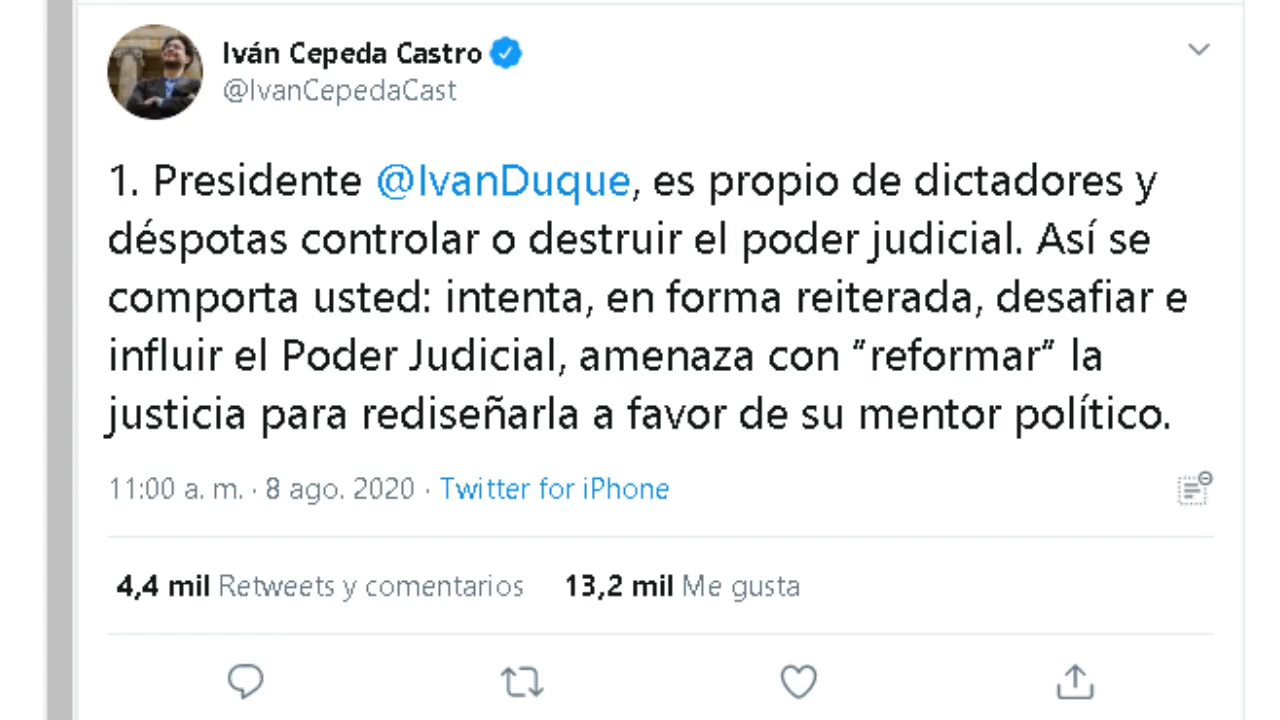 Iván Cepeda Castro
@IvanCepedaCast
1. Presidente @IvanDuque, es propio de dictadores y
déspotas controlar o destruir el poder judicial. Así se
comporta usted: intenta, en forma reiterada, desafiar e
influir el Poder Judicial, amenaza con "reformar" la
justicia para rediseñarla a favor de su mentor político.
11:00 a. m. · 8 ago. 2020 · Twitter for iPhone
4,4 mil Retweets y comentarios 13,2 mil Me gusta